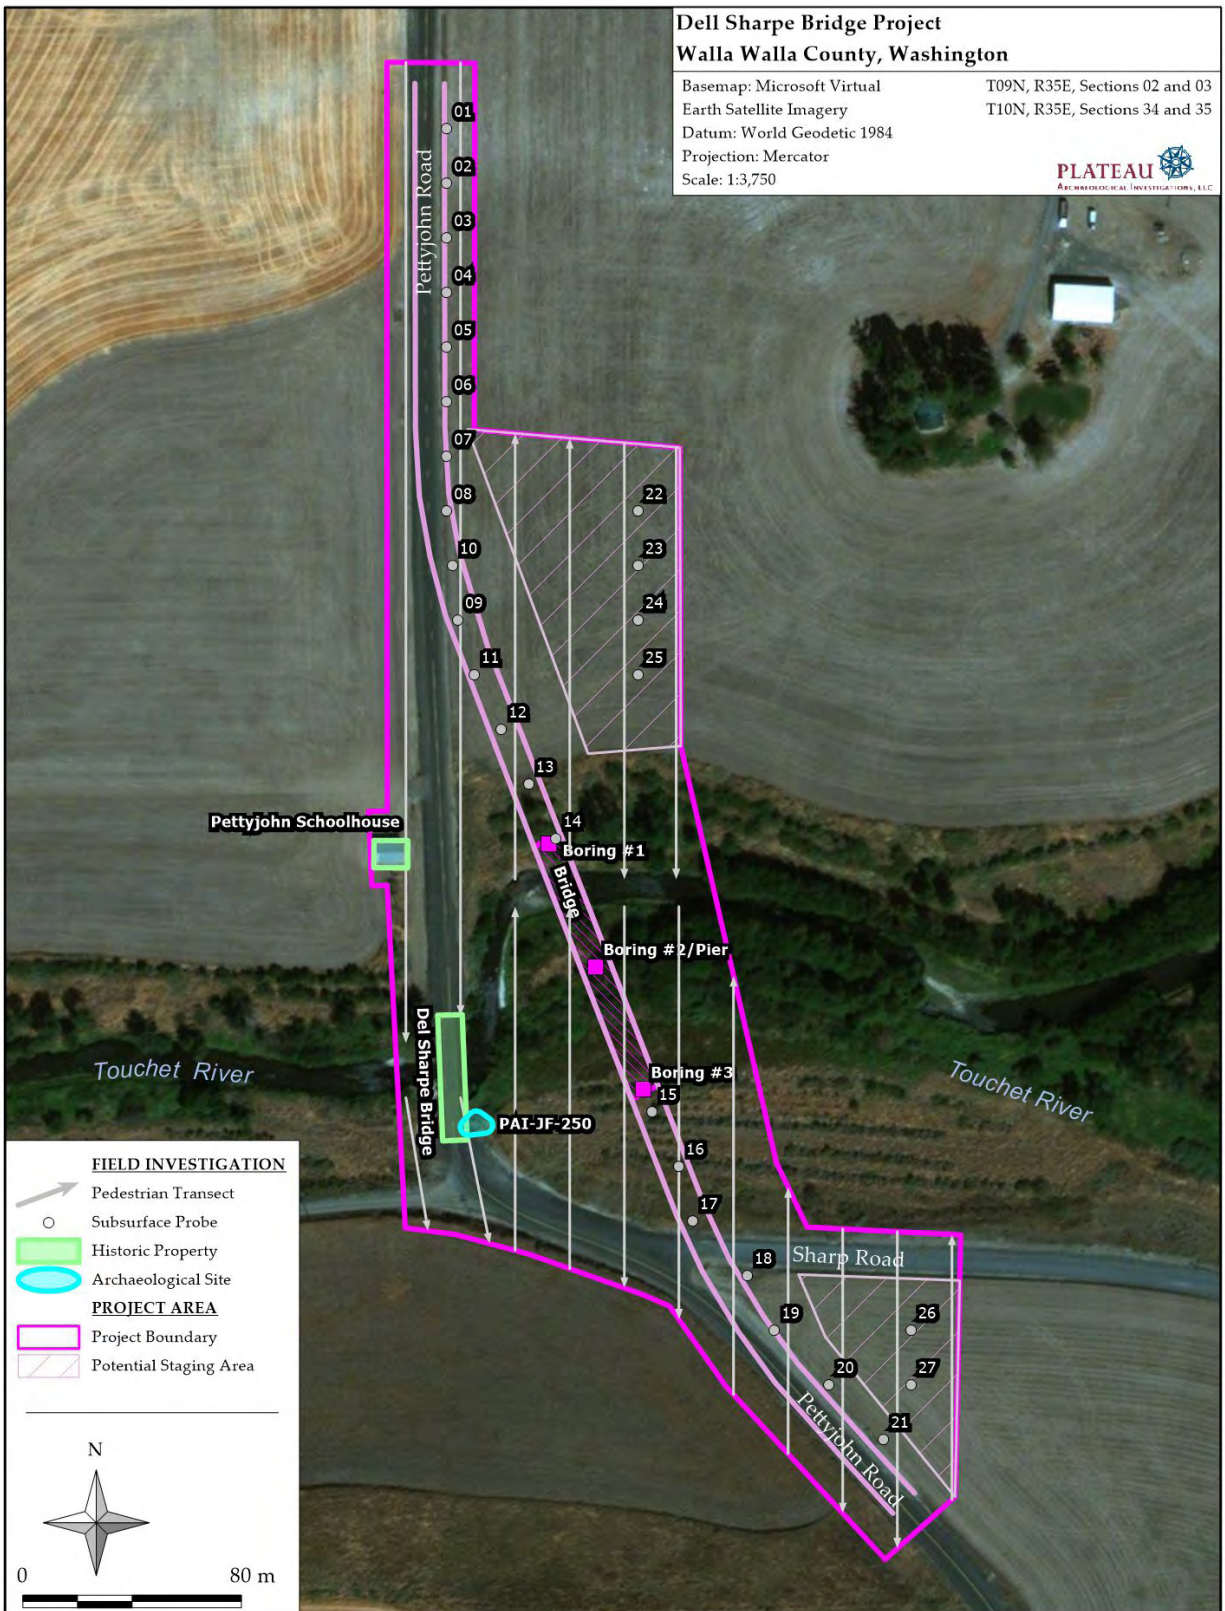 Dell Sharpe Bridge Project
Walla Walla County, Washington
Basemap: Microsoft Virtual
Earth Satellite Imagery
Datum: World Geodetic 1984
Projection: Mercator
Scale: 1:3,750
T09N, R35E, Sections 02 and 03
T10N, R35E, Sections 34 and 35
PLATEAU
ARCHAEOLOGICAL INVESTIGATIONS, LLC
Pettyjohn Road
01
02
03
04
05
06
07
08
10
09
11
12
13
14
22
23
24
25
Pettyjohn Schoolhouse
Boring #1
Bridge
Boring #2/Pier
Boring #3
15
Del Sharpe Bridge
PAI-JF-250
Touchet River
Touchet River
16
17
18
Sharp Road
19
20
21
26
27
Pettyjohn Road
FIELD INVESTIGATION
Pedestrian Transect
Subsurface Probe
Historic Property
Archaeological Site
PROJECT AREA
Project Boundary
Potential Staging Area
N
0 80 m